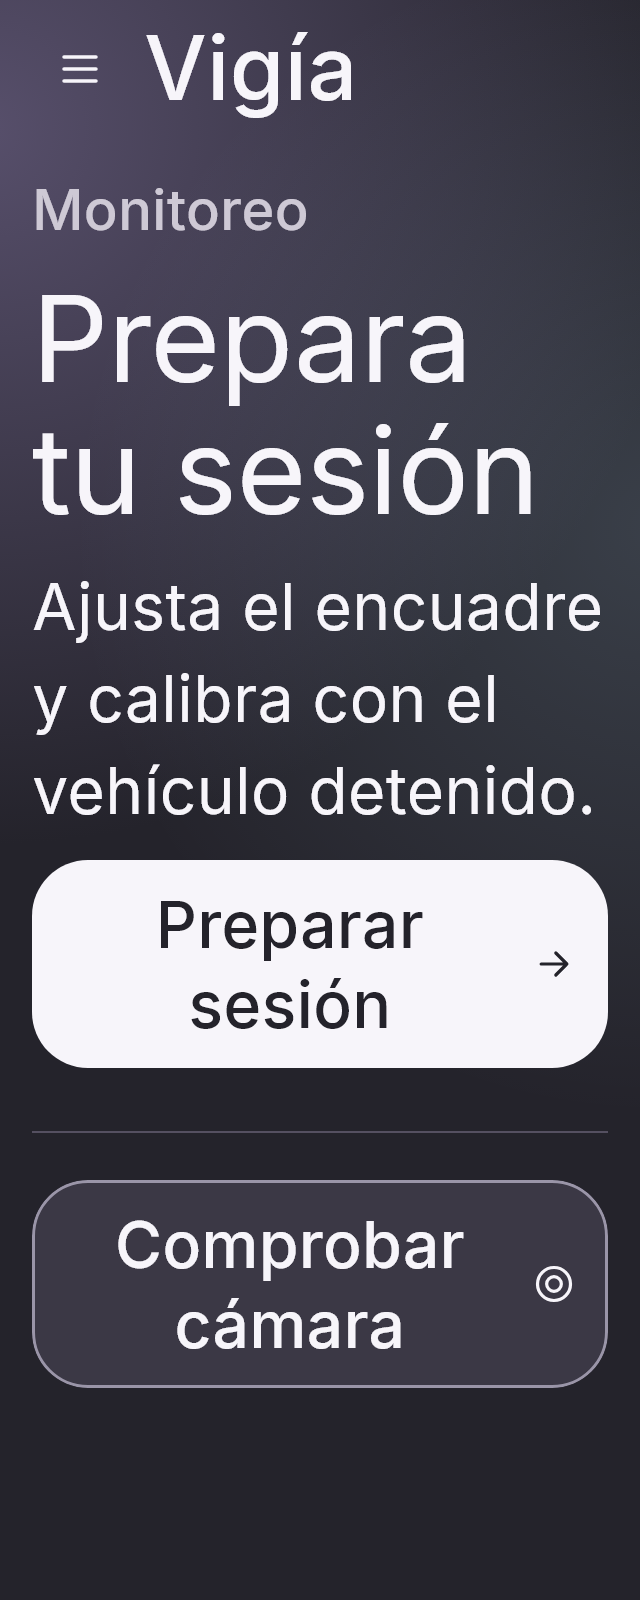 Vigía
Monitoreo
Prepara
tu sesión
Ajusta el encuadre
y calibra con el
vehículo detenido.
Preparar
sesión
Comprobar
cámara